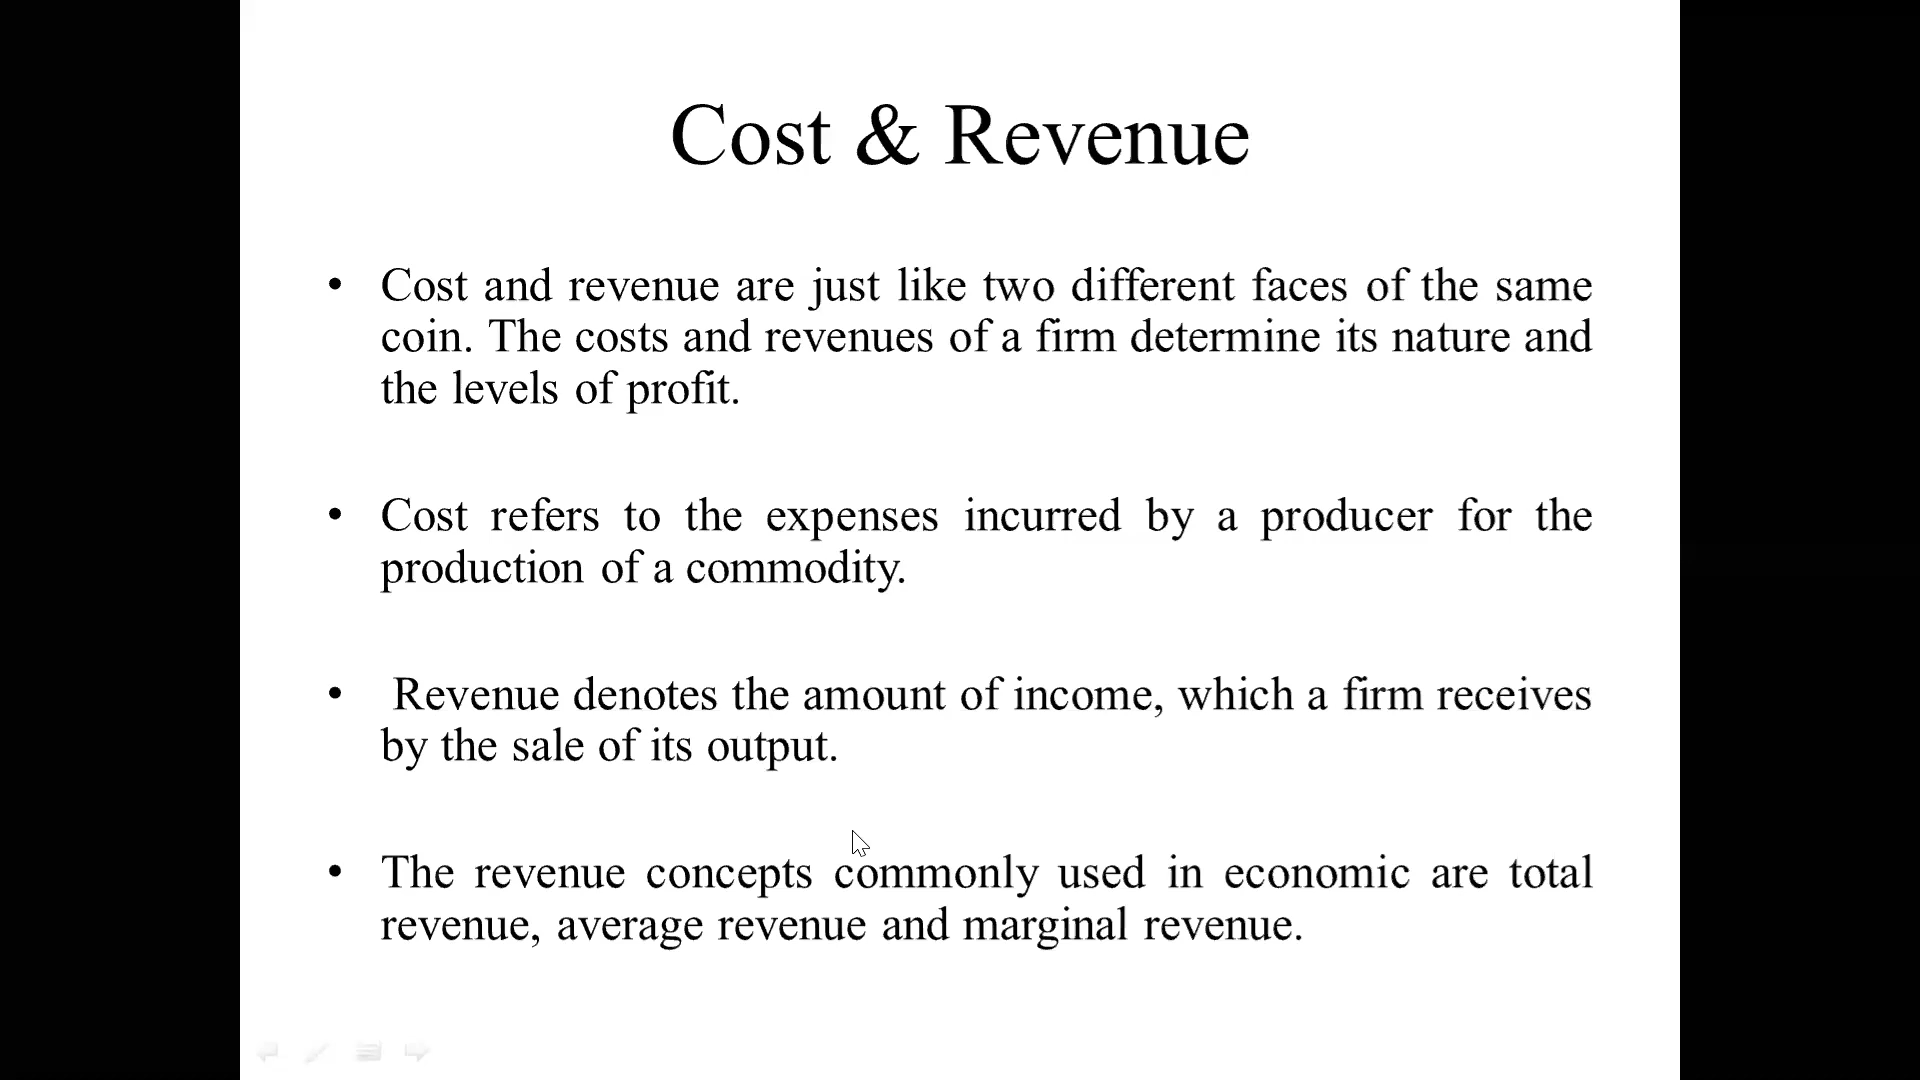 Cost & Revenue
• Cost and revenue are just like two different faces of the same
coin. The costs and revenues of a firm determine its nature and
the levels of profit.
• Cost refers to the expenses incurred by a producer for the
production of a commodity.
• Revenue denotes the amount of income, which a firm receives
by the sale of its output.
• The revenue concepts commonly used in economic are total
revenue, average revenue and marginal revenue.